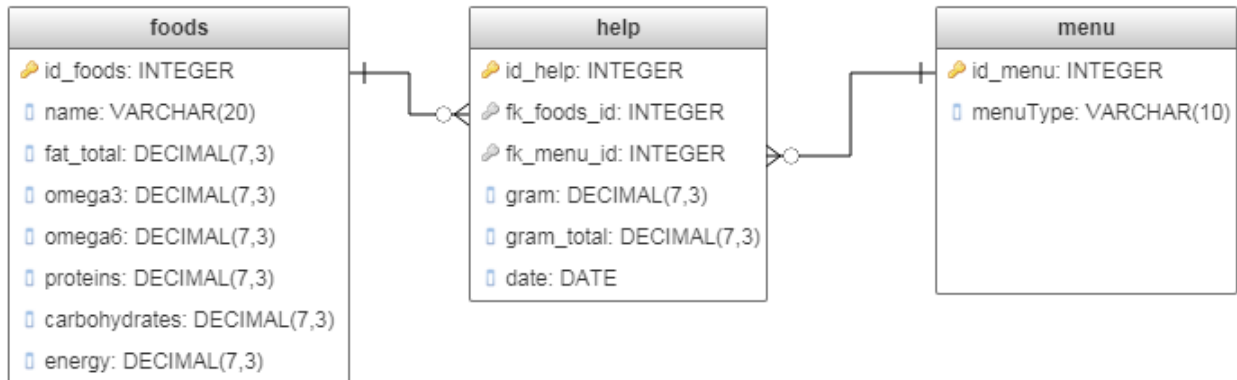 foods
id_foods: INTEGER
name: VARCHAR(20)
fat_total: DECIMAL(7,3)
omega3: DECIMAL(7,3)
omega6: DECIMAL(7,3)
proteins: DECIMAL(7,3)
carbohydrates: DECIMAL(7,3)
energy: DECIMAL(7,3)
help
id_help: INTEGER
fk_foods_id: INTEGER
fk_menu_id: INTEGER
gram: DECIMAL(7,3)
gram_total: DECIMAL(7,3)
date: DATE
menu
id_menu: INTEGER
menuType: VARCHAR(10)